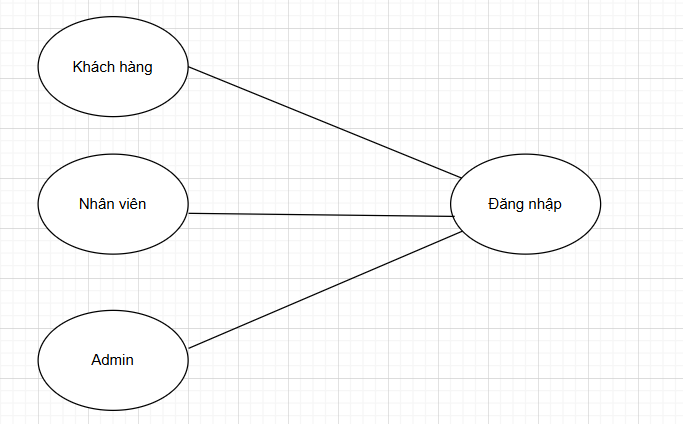 Khách hàng
Nhân viên
Đăng nhập
Admin